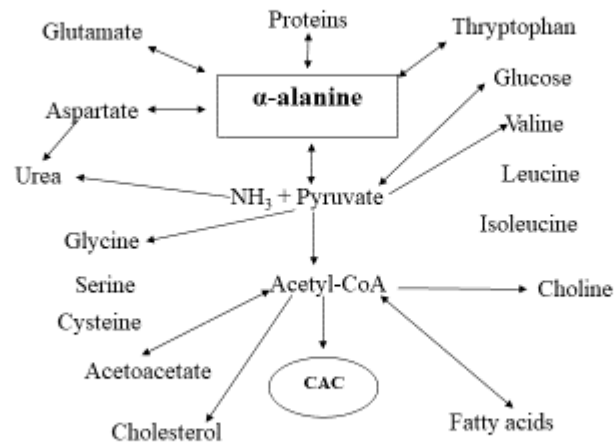 Proteins
Glutamate
Thryptophan
α-alanine
Glucose
Aspartate
Valine
Urea
Leucine
NH₃ + Pyruvate
Isoleucine
Glycine
Serine
Acetyl-CoA
Choline
Cysteine
Acetoacetate
CAC
Cholesterol
Fatty acids